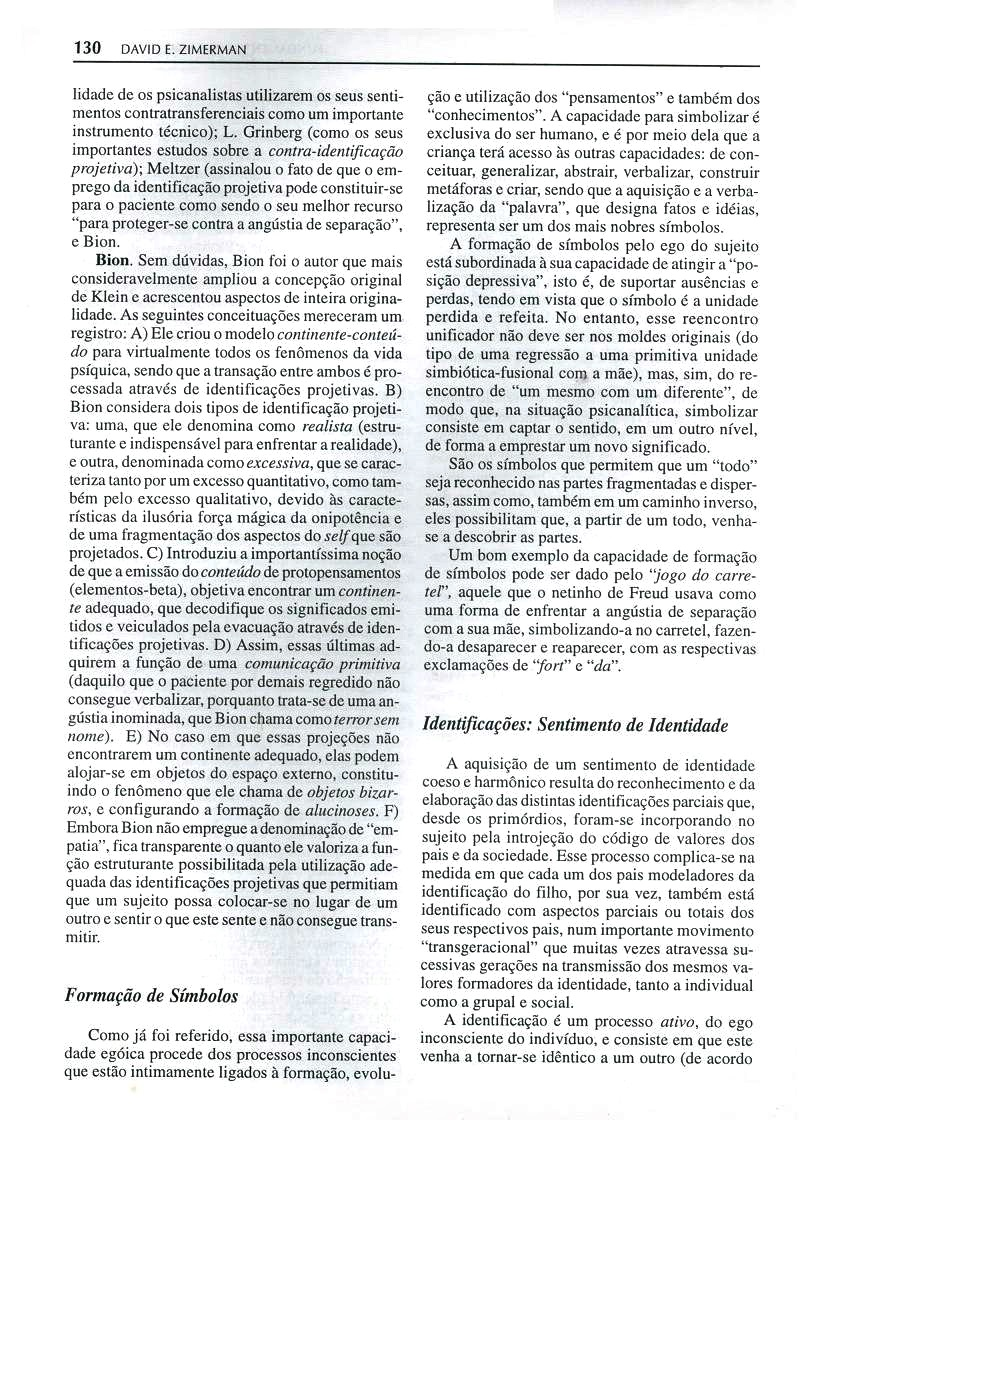 130 DAVID E. ZIMERMAN
lidade de os psicanalistas utilizarem os seus senti-
mentos contratransferenciais como um importante
instrumento técnico); L. Grinberg (como os seus
importantes estudos sobre a contra-identificação
projetiva); Meltzer (assinalou o fato de que o em-
prego da identificação projetiva pode constituir-se
para o paciente como sendo o seu melhor recurso
“para proteger-se contra a angústia de separação”,
e Bion.
Bion. Sem dúvidas, Bion foi o autor que mais
consideravelmente ampliou a concepção original
de Klein e acrescentou aspectos de inteira origina-
lidade. As seguintes conceituações mereceram um
registro: A) Ele criou o modelo continente-conteú-
do para virtualmente todos os fenômenos da vida
psíquica, sendo que a transação entre ambos é pro-
cessada através de identificações projetivas. B)
Bion considera dois tipos de identificação projeti-
va: uma, que ele denomina como realista (estru-
turante e indispensável para enfrentar a realidade),
e outra, denominada como excessiva, que se carac-
teriza tanto por um excesso quantitativo, como tam-
bém pelo excesso qualitativo, devido às caracte-
rísticas da ilusória força mágica da onipotência e
de uma fragmentação dos aspectos do self que são
projetados. C) Introduziu a importantíssima noção
de que a emissão do conteúdo de protopensamentos
(elementos-beta), objetiva encontrar um continen-
te adequado, que decodifique os significados emi-
tidos e veiculados pela evacuação através de iden-
tificações projetivas. D) Assim, essas últimas ad-
quirem a função de uma comunicação primitiva
(daquilo que o paciente por demais regredido não
consegue verbalizar, porquanto trata-se de uma an-
gústia inominada, que Bion chama como terror sem
nome). E) No caso em que essas projeções não
encontrarem um continente adequado, elas podem
alojar-se em objetos do espaço externo, constitu-
indo o fenômeno que ele chama de objetos bizar-
ros, e configurando a formação de alucinoses. F)
Embora Bion não empregue a denominação de “em-
patia”, fica transparente o quanto ele valoriza a fun-
ção estruturante possibilitada pela utilização ade-
quada das identificações projetivas que permitiam
que um sujeito possa colocar-se no lugar de um
outro e sentir o que este sente e não consegue trans-
mitir.
Formação de Símbolos
Como já foi referido, essa importante capaci-
dade egóica procede dos processos inconscientes
que estão intimamente ligados à formação, evolu-
ção e utilização dos “pensamentos” e também dos
“conhecimentos”. A capacidade para simbolizar é
exclusiva do ser humano, e é por meio dela que a
criança terá acesso às outras capacidades: de con-
ceituar, generalizar, abstrair, verbalizar, construir
metáforas e criar, sendo que a aquisição e a verba-
lização da “palavra”, que designa fatos e idéias,
representa ser um dos mais nobres símbolos.
A formação de símbolos pelo ego do sujeito
está subordinada à sua capacidade de atingir a “po-
sição depressiva”, isto é, de suportar ausências e
perdas, tendo em vista que o símbolo é a unidade
perdida e refeita. No entanto, esse reencontro
unificador não deve ser nos moldes originais (do
tipo de uma regressão a uma primitiva unidade
simbiótica-fusional com a mãe), mas, sim, do re-
encontro de “um mesmo com um diferente”, de
modo que, na situação psicanalítica, simbolizar
consiste em captar o sentido, em um outro nível,
de forma a emprestar um novo significado.
São os símbolos que permitem que um “todo”
seja reconhecido nas partes fragmentadas e disper-
sas, assim como, também em um caminho inverso,
eles possibilitam que, a partir de um todo, venha-
se a descobrir as partes.
Um bom exemplo da capacidade de formação
de símbolos pode ser dado pelo “jogo do carre-
tel”, aquele que o netinho de Freud usava como
uma forma de enfrentar a angústia de separação
com a sua mãe, simbolizando-a no carretel, fazen-
do-a desaparecer e reaparecer, com as respectivas
exclamações de “fort” e “da”.
Identificações: Sentimento de Identidade
A aquisição de um sentimento de identidade
coeso e harmônico resulta do reconhecimento e da
elaboração das distintas identificações parciais que,
desde os primórdios, foram-se incorporando no
sujeito pela introjeção do código de valores dos
pais e da sociedade. Esse processo complica-se na
medida em que cada um dos pais modeladores da
identificação do filho, por sua vez, também está
identificado com aspectos parciais ou totais dos
seus respectivos pais, num importante movimento
“transgeracional” que muitas vezes atravessa su-
cessivas gerações na transmissão dos mesmos va-
lores formadores da identidade, tanto a individual
como a grupal e social.
A identificação é um processo ativo, do ego
inconsciente do indivíduo, e consiste em que este
venha a tornar-se idêntico a um outro (de acordo